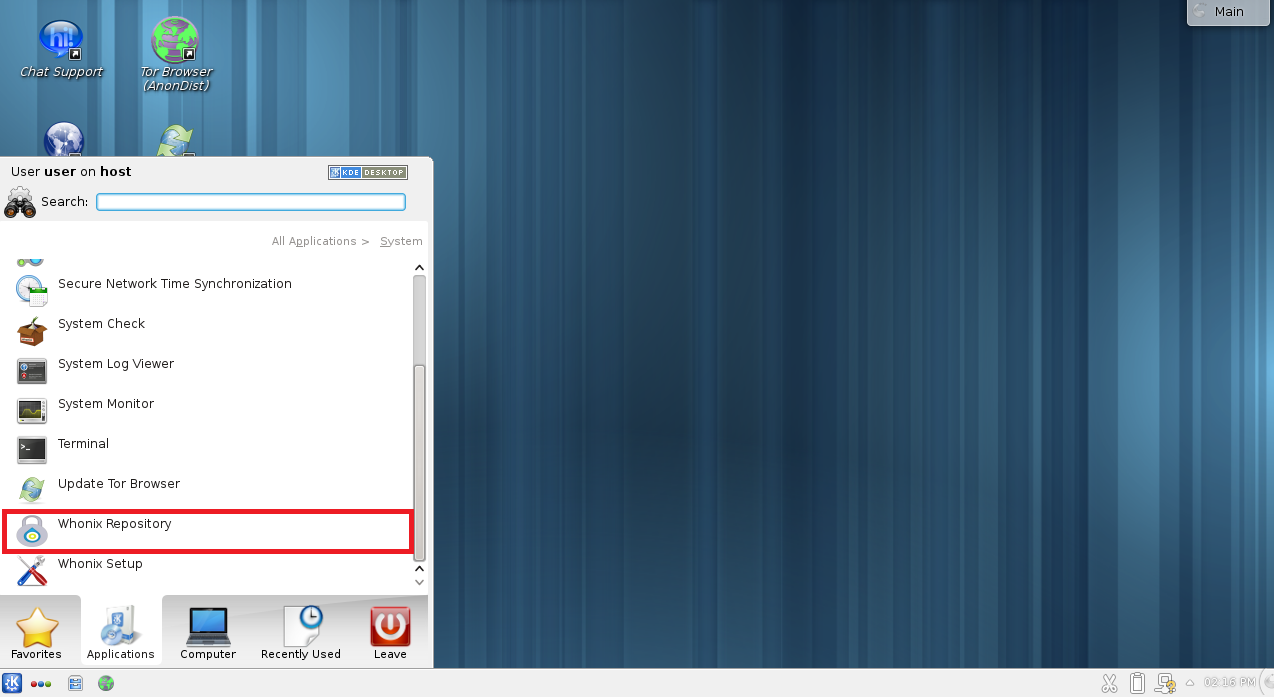 Main
hi!
Chat Support
Tor Browser
(AnonDist)
User user on host
KDE DESKTOP
Search:
All Applications > System
Secure Network Time Synchronization
System Check
System Log Viewer
System Monitor
Terminal
Update Tor Browser
Whonix Repository
Whonix Setup
Favorites
Applications
Computer
Recently Used
Leave
02:16 PM